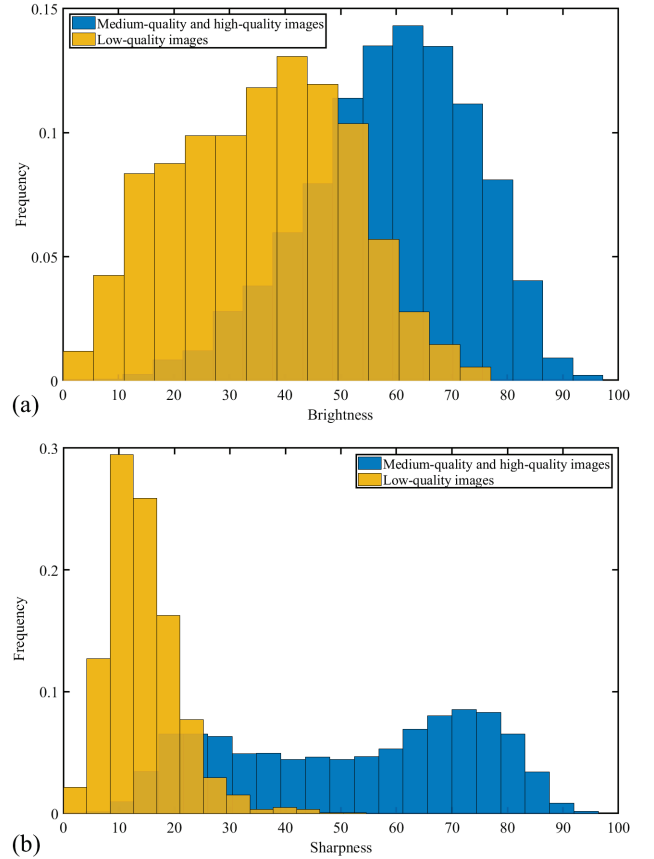 0.15
Medium-quality and high-quality images
Low-quality images
0.1
Frequency
0.05
0
0 10 20 30 40 50 60 70 80 90 100
(a)
Brightness
0.3
Medium-quality and high-quality images
Low-quality images
0.2
Frequency
0.1
0
0 10 20 30 40 50 60 70 80 90 100
(b)
Sharpness